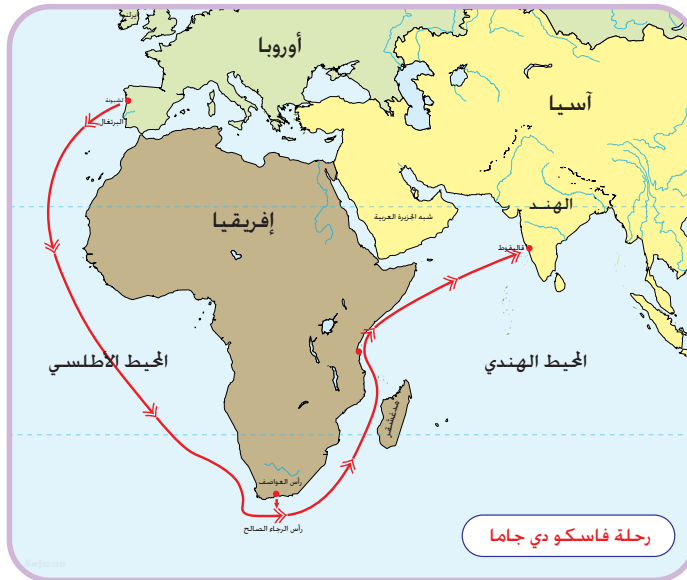 أوروبا
آسيا
لشبونة
البرتغال
إفريقيا
شبه الجزيرة العربية
الهند
قاليقوط
المحيط الأطلسي
المحيط الهندي
مدغشقر
رأس العواصف
رأس الرجاء الصالح
رحلة فاسكو دي جاما